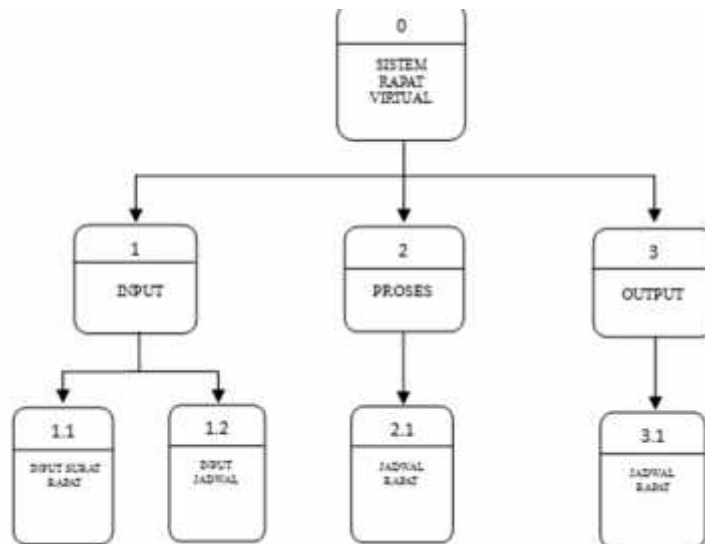 0
SISTEM
RAPAT
VIRTUAL
1
INPUT
2
PROSES
3
OUTPUT
1.1
INPUT SURAT
RAPAT
1.2
INPUT
JADWAL
2.1
JADWAL
RAPAT
3.1
JADWAL
RAPAT